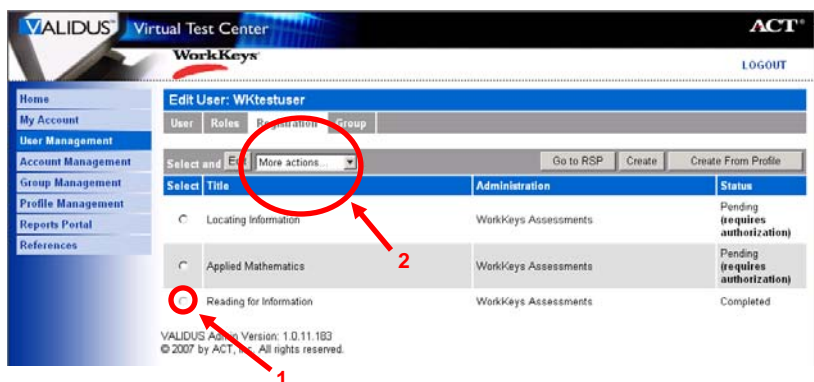 VALIDUS™ Virtual Test Center ACT®
WorkKeys®
LOGOUT
Home
My Account
User Management
Account Management
Group Management
Profile Management
Reports Portal
References
Edit User: WKtestuser
User Roles Registration Group
Select and Edit More actions... Go to RSP Create Create From Profile
Select Title Administration Status
Locating Information WorkKeys Assessments Pending
(requires
authorization)
Applied Mathematics WorkKeys Assessments Pending
(requires
authorization)
Reading for Information WorkKeys Assessments Completed
2
VALIDUS Admin Version: 1.0.11.183
© 2007 by ACT, Inc. All rights reserved.
1